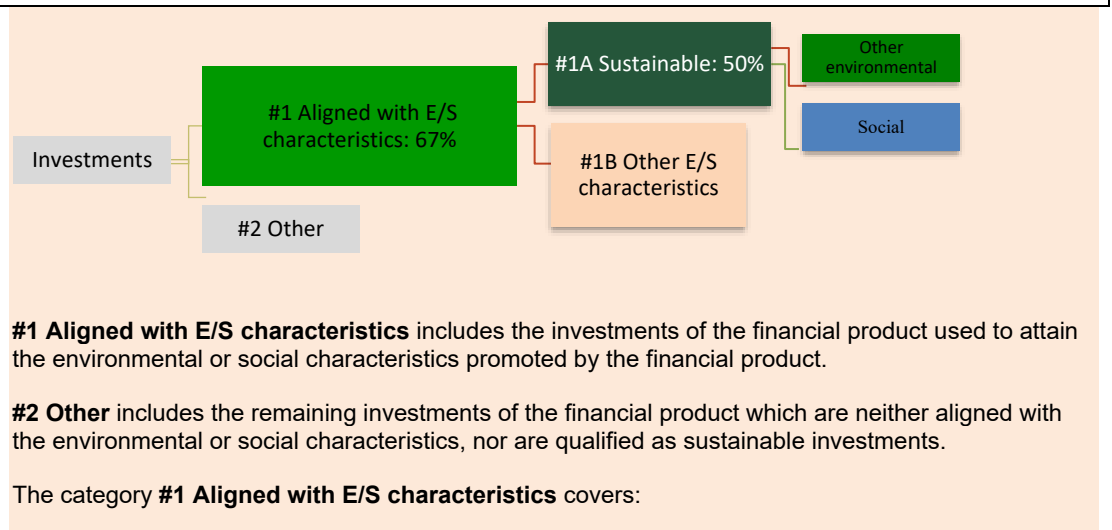 Investments
#1 Aligned with E/S
characteristics: 67%
#2 Other
#1A Sustainable: 50%
#1B Other E/S
characteristics
Other
environmental
Social
#1 Aligned with E/S characteristics includes the investments of the financial product used to attain
the environmental or social characteristics promoted by the financial product.
#2 Other includes the remaining investments of the financial product which are neither aligned with
the environmental or social characteristics, nor are qualified as sustainable investments.
The category #1 Aligned with E/S characteristics covers: